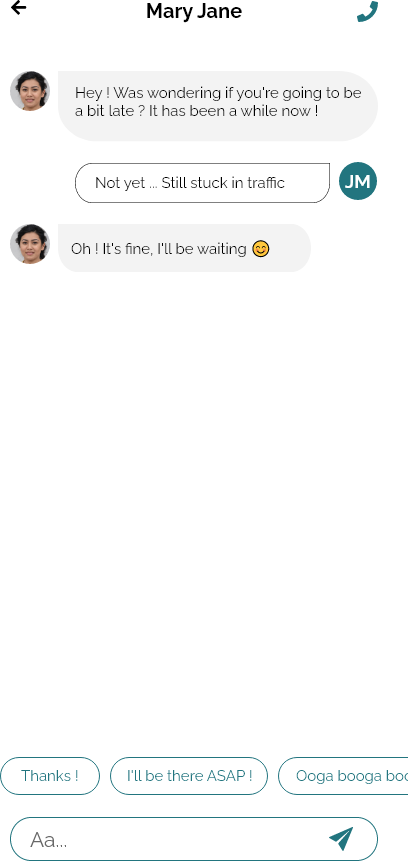 Mary Jane
Hey ! Was wondering if you're going to be
a bit late ? It has been a while now !
Not yet ... Still stuck in traffic
JM
Oh ! It's fine, I'll be waiting 😊
Thanks !
I'll be there ASAP !
Ooga booga boo
Aa...